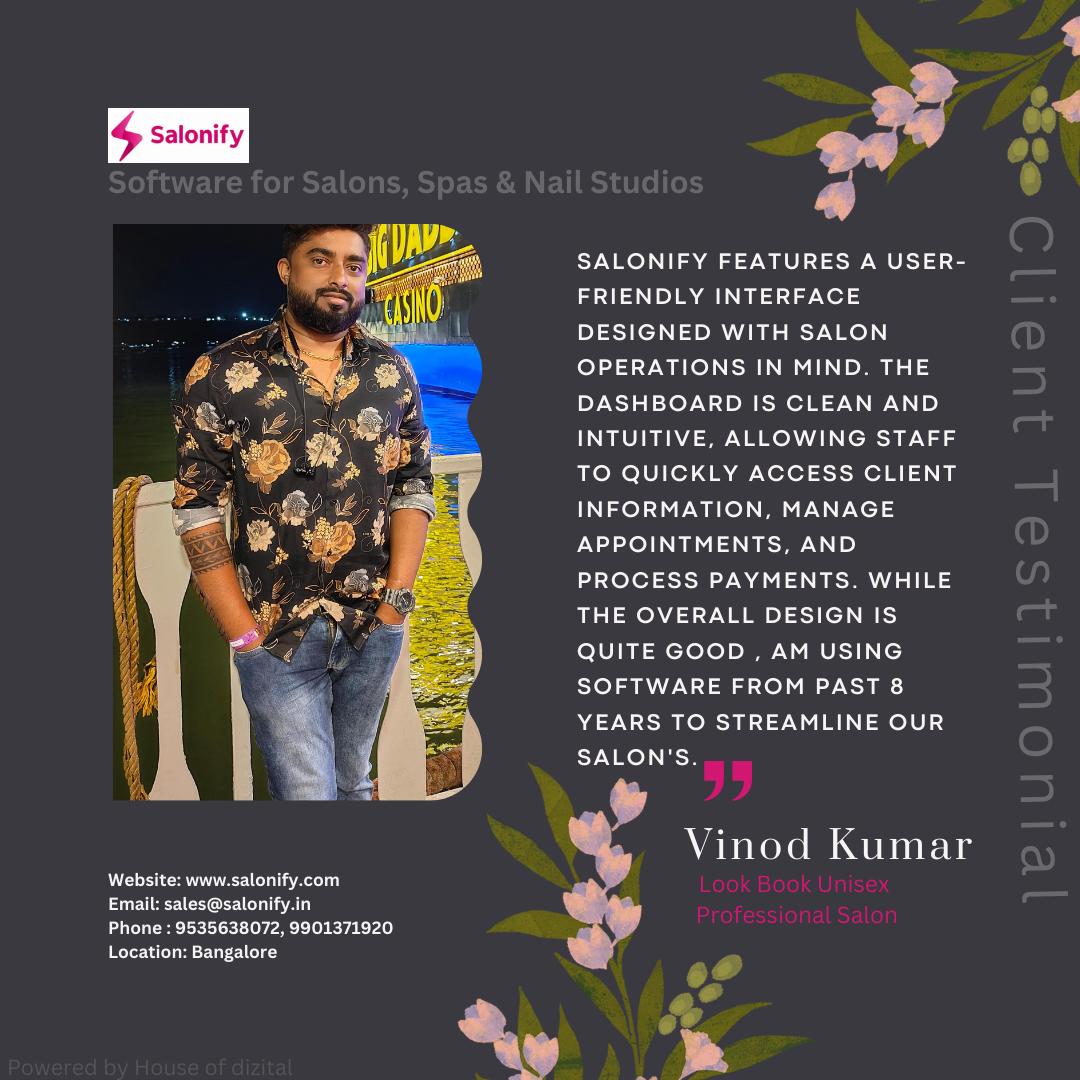 Salonify
Software for Salons, Spas & Nail Studios
BIG DADD
CASINO
SALONIFY FEATURES A USER-
FRIENDLY INTERFACE
DESIGNED WITH SALON
OPERATIONS IN MIND. THE
DASHBOARD IS CLEAN AND
INTUITIVE, ALLOWING STAFF
TO QUICKLY ACCESS CLIENT
INFORMATION, MANAGE
APPOINTMENTS, AND
PROCESS PAYMENTS. WHILE
THE OVERALL DESIGN IS
QUITE GOOD , AM USING
SOFTWARE FROM PAST 8
YEARS TO STREAMLINE OUR
SALON'S.
”
Vinod Kumar
Look Book Unisex
Professional Salon
Client Testimonial
Website: www.salonify.com
Email: sales@salonify.in
Phone : 9535638072, 9901371920
Location: Bangalore
Powered by House of dizital